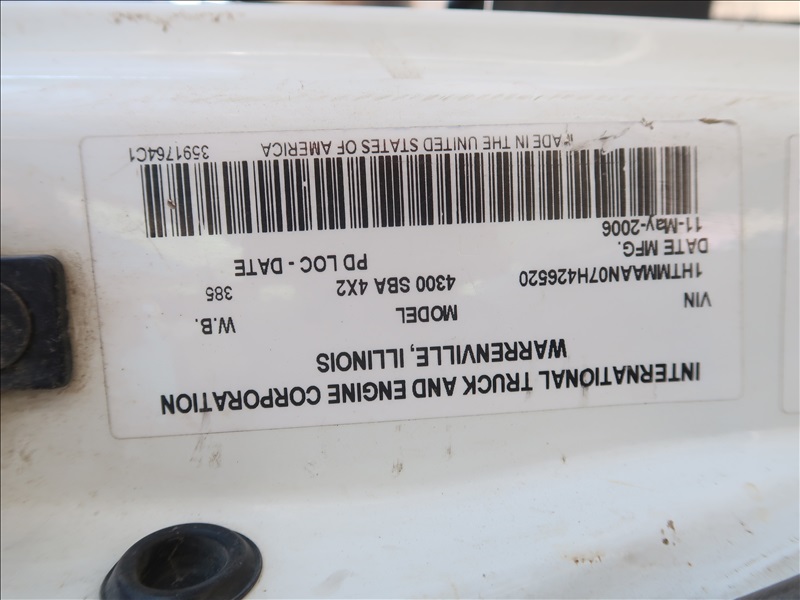 INTERNATIONAL TRUCK AND ENGINE CORPORATION
WARRENVILLE, ILLINOIS
VIN MODEL W.B.
1HTMMAAN07H426520 4300 SBA 4X2 385
DATE MFG. PD LOC - DATE
11-May-2006
MADE IN THE UNITED STATES OF AMERICA 3591764C1